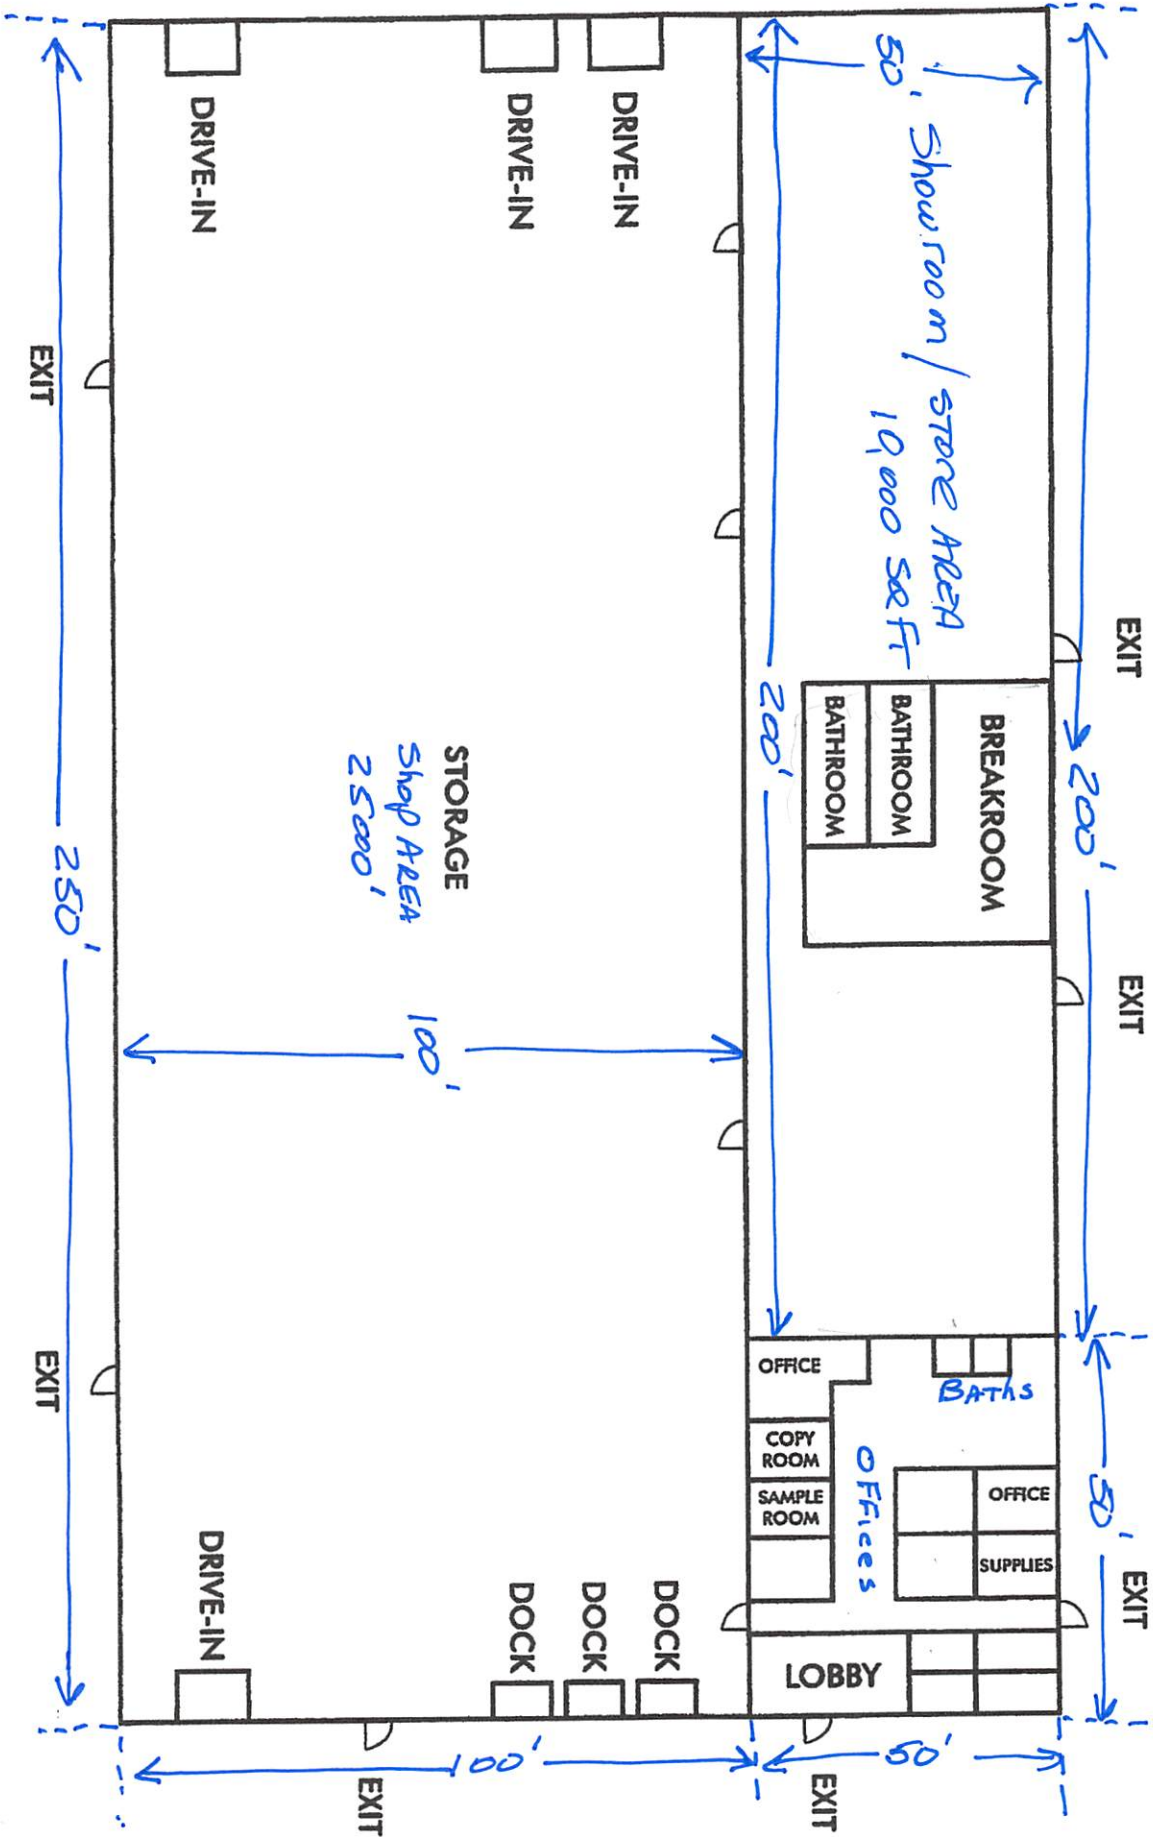 DRIVE-IN
DRIVE-IN
DRIVE-IN
50'
Showroom / STORE AREA
10,000 SQ FT
200'
200'
EXIT
EXIT
EXIT
BREAKROOM
BATHROOM
BATHROOM
STORAGE
Shop AREA
25000'
100'
250'
EXIT
EXIT
OFFICE
BATHS
COPY
ROOM
SAMPLE
ROOM
OFFices
OFFICE
SUPPLIES
50'
LOBBY
DRIVE-IN
DOCK
DOCK
DOCK
100'
50'
EXIT
EXIT